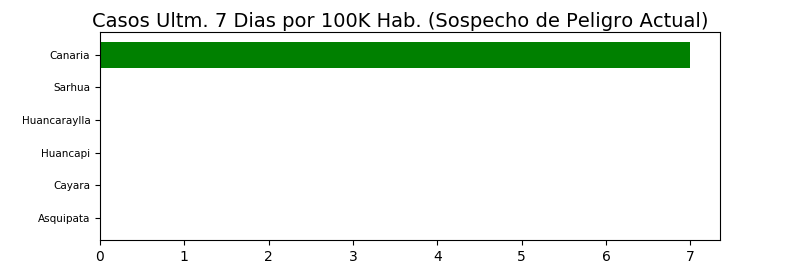 Casos Ultm. 7 Dias por 100K Hab. (Sospecho de Peligro Actual)
Canaria
Sarhua
Huancaraylla
Huancapi
Cayara
Asquipata
0 1 2 3 4 5 6 7